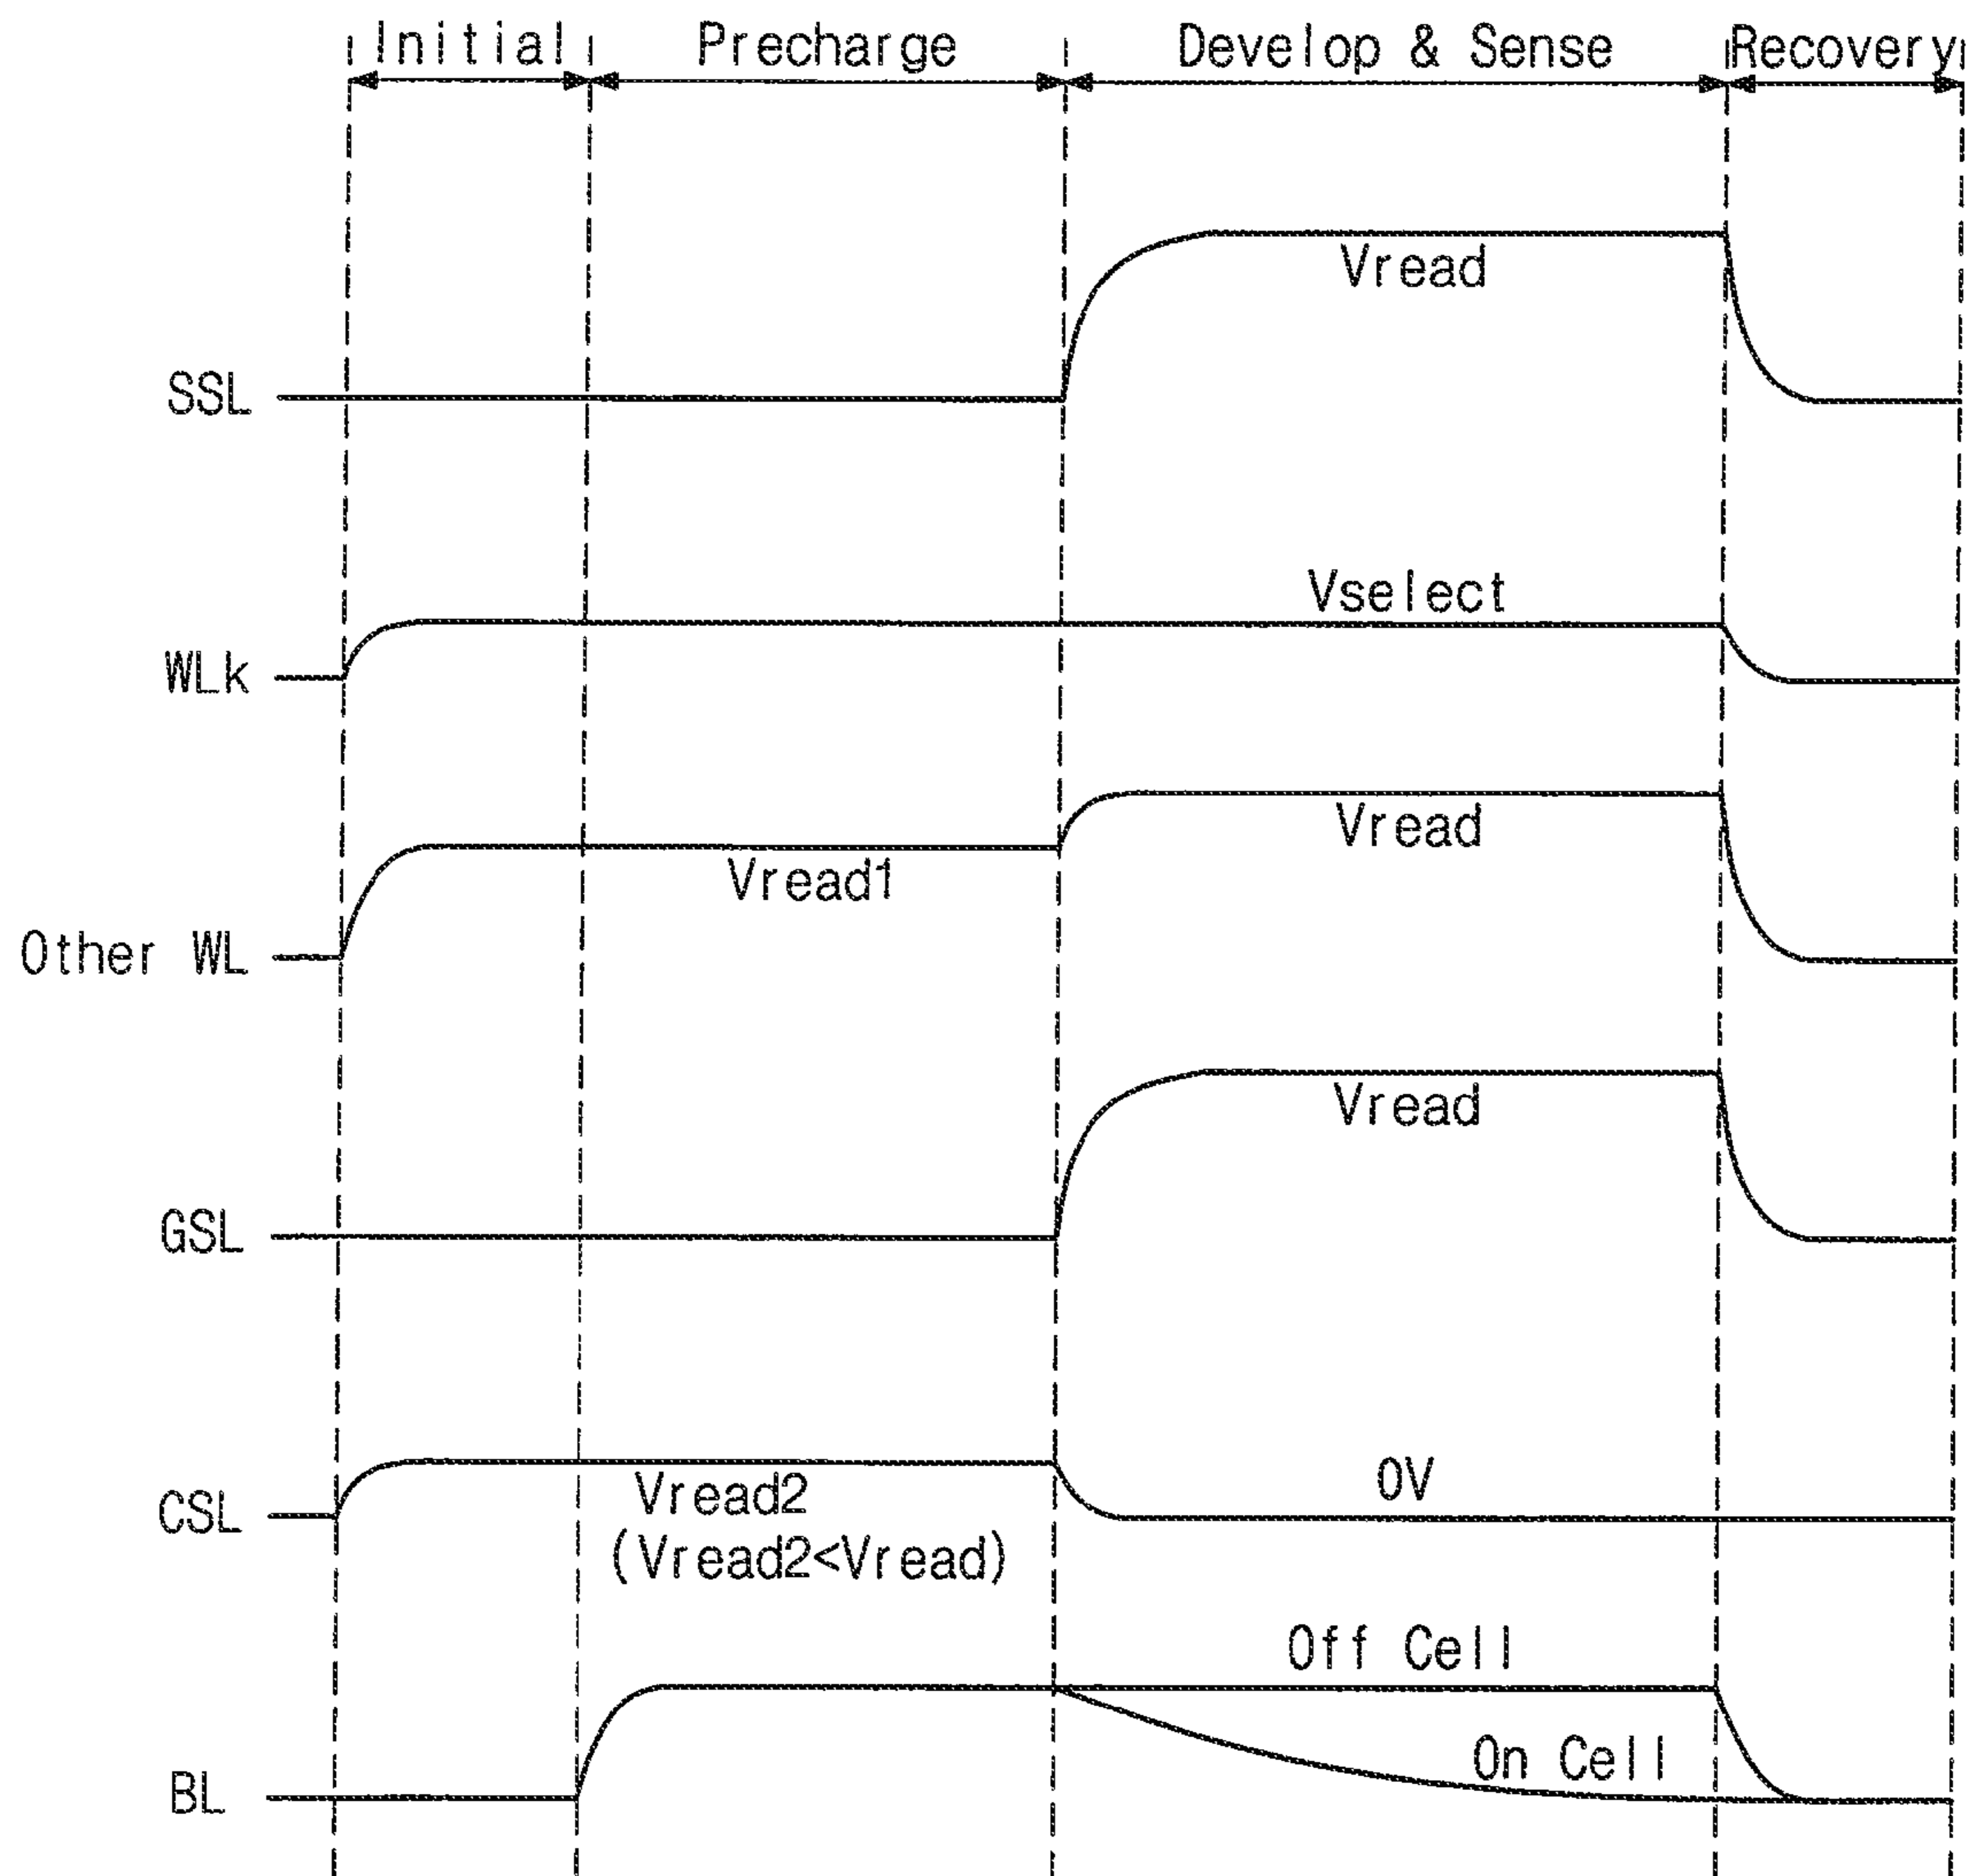 Initial Precharge Develop & Sense Recovery
Vread
SSL
Vselect
WLk
Vread
Vread1
Other WL
Vread
GSL
0V
Vread2
CSL
(Vread2<Vread)
Off Cell
On Cell
BL